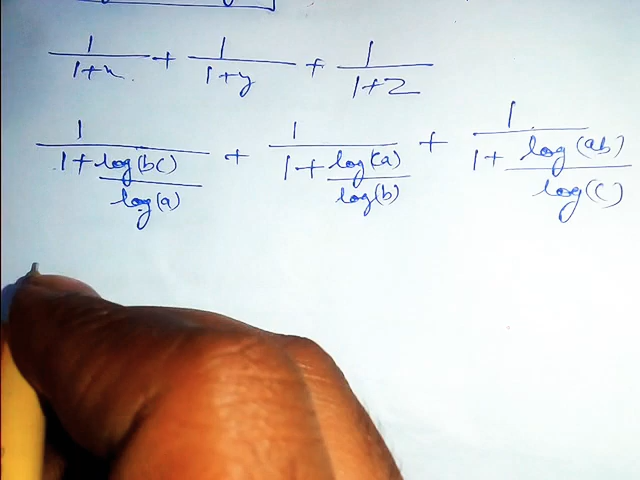 1/(1+x) + 1/(1+y) + 1/(1+z)
1/(1+log(bc)/log(a)) + 1/(1+log(ca)/log(b)) + 1/(1+log(ab)/log(c))